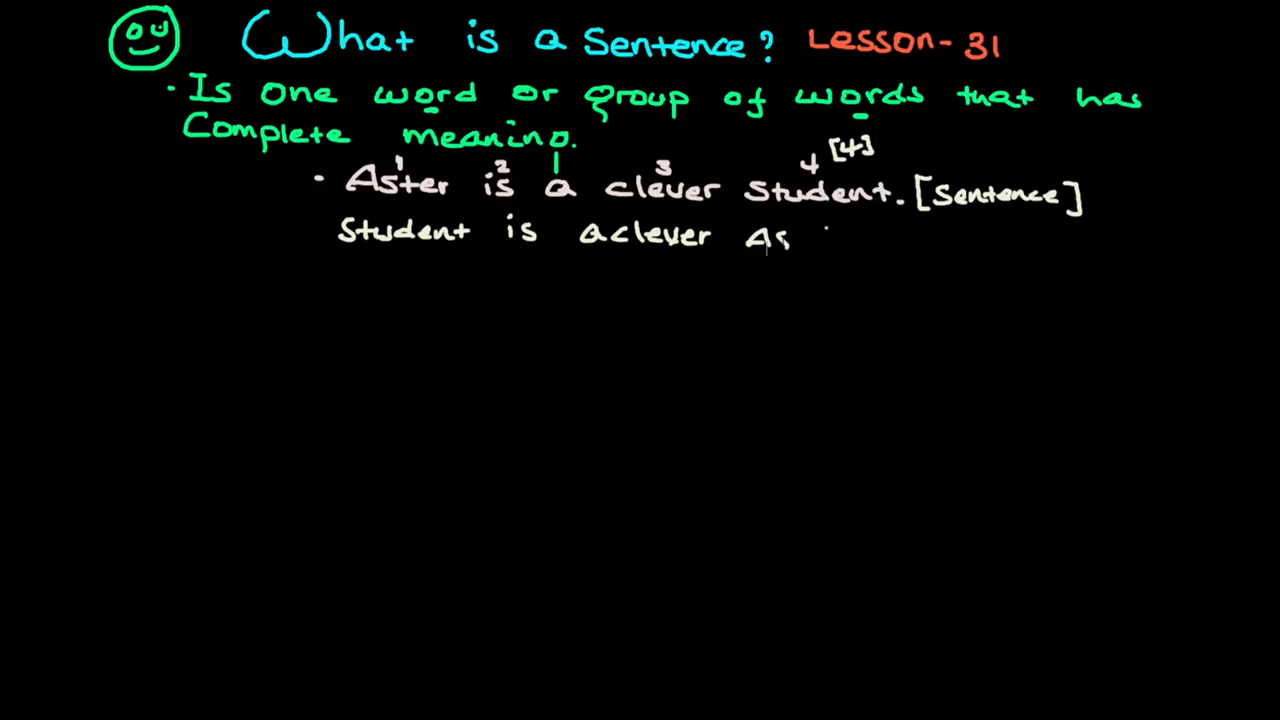 What is a Sentence? Lesson-31
• Is one word or group of words that has
Complete meaning.
1 2 3 4 [4]
• Aster is a clever student. [Sentence]
Student is aclever As